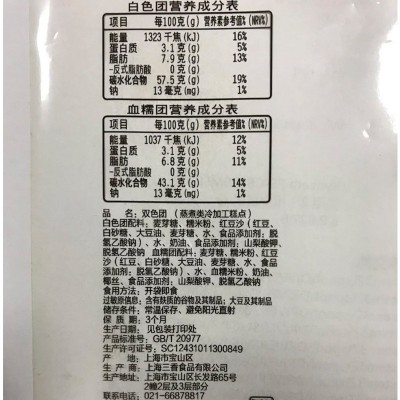 白色团营养成分表
项目 每100克(g) 营养素参考值% (NRV%)
能量 1323 千焦(kJ) 16%
蛋白质 3.1 克(g) 5%
脂肪 7.9 克(g) 13%
-反式脂肪酸 0 克(g)
碳水化合物 57.5 克(g) 19%
钠 13 毫克(mg) 1%
血糯团营养成分表
项目 每100克(g) 营养素参考值% (NRV%)
能量 1037 千焦(kJ) 12%
蛋白质 3.1 克(g) 5%
脂肪 6.8 克(g) 11%
-反式脂肪酸 0 克(g)
碳水化合物 43.1 克(g) 14%
钠 13 毫克(mg) 1%
品 名：双色团 （蒸煮类冷加工糕点）
白色团配料：麦芽糖、糯米粉、红豆沙（红豆、
白砂糖、大豆油、麦芽糖、水、食品添加剂：脱
氢乙酸钠）、水、奶油、食品添加剂：山梨酸钾、
脱氢乙酸钠 血糯团配料：麦芽糖、糯米粉、红豆
沙（红豆、白砂糖、大豆油、麦芽糖、水、食品
添加剂：脱氢乙酸钠）、水、血糯米粉、奶油、
椰丝、食品添加剂：山梨酸钾、脱氢乙酸钠
食用方法：开袋即食
过敏原信息：含有麸质的谷物及其制品；大豆及其制品
储存条件：常温保存、避免阳光直射
保 质 期：3个月
生产日期：见包装打印处
产品标准号：GB/T 20977
生产许可证号：SC12431011300849
产 地：上海市宝山区
生 产 商：上海三香食品有限公司
生产地址：上海市宝山区长发路65号
2幢2层及3层部分
电 话：021-66878817